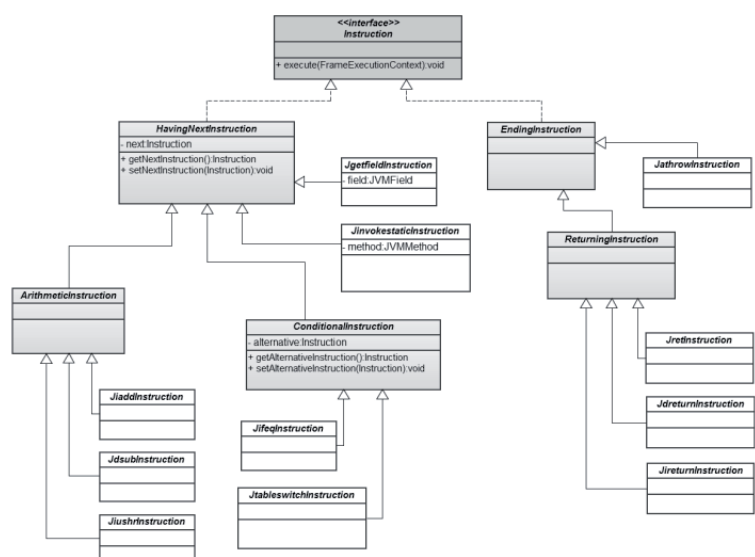 <<interface>>
Instruction
+ execute(FrameExecutionContext):void
HavingNextInstruction
- next:Instruction
+ getNextInstruction():Instruction
+ setNextInstruction(Instruction):void
EndingInstruction
JgetfieldInstruction
- field:JVMField
JathrowInstruction
JinvokestaticInstruction
- method:JVMMethod
ReturningInstruction
ArithmeticInstruction
ConditionalInstruction
- alternative:Instruction
+ getAlternativeInstruction():Instruction
+ setAlternativeInstruction(Instruction):void
JretInstruction
JiaddInstruction
JdreturnInstruction
JifeqInstruction
JdsubInstruction
JireturnInstruction
JtableswitchInstruction
JiushrInstruction